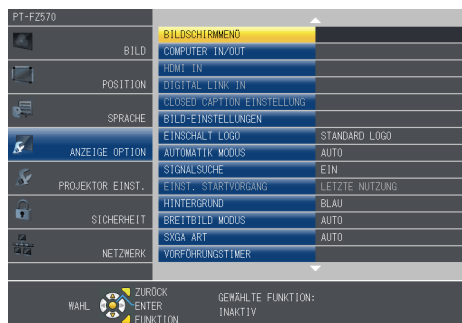 PT-FZ570
BILD
POSITION
SPRACHE
ANZEIGE OPTION
PROJEKTOR EINST.
SICHERHEIT
NETZWERK
BILDSCHIRMMENÜ
COMPUTER IN/OUT
HDMI IN
DIGITAL LINK IN
CLOSED CAPTION EINSTELLUNG
BILD-EINSTELLUNGEN
EINSCHALT LOGO STANDARD LOGO
AUTOMATIK MODUS AUTO
SIGNALSUCHE EIN
EINST. STARTVORGANG LETZTE NUTZUNG
HINTERGRUND BLAU
BREITBILD MODUS AUTO
SXGA ART AUTO
VORFÜHRUNGSTIMER
WAHL
ZURÜCK
ENTER
FUNKTION
GEWÄHLTE FUNKTION:
INAKTIV